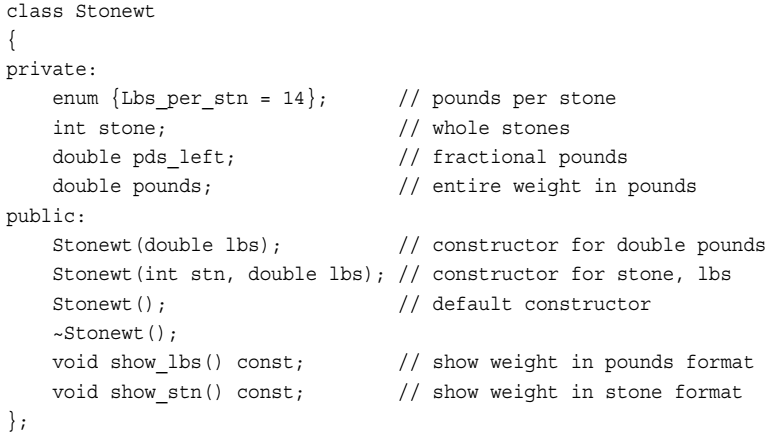 class Stonewt
{
private:
    enum {Lbs_per_stn = 14};      // pounds per stone
    int stone;                    // whole stones
    double pds_left;              // fractional pounds
    double pounds;                // entire weight in pounds
public:
    Stonewt(double lbs);          // constructor for double pounds
    Stonewt(int stn, double lbs); // constructor for stone, lbs
    Stonewt();                    // default constructor
    ~Stonewt();
    void show_lbs() const;        // show weight in pounds format
    void show_stn() const;        // show weight in stone format
};